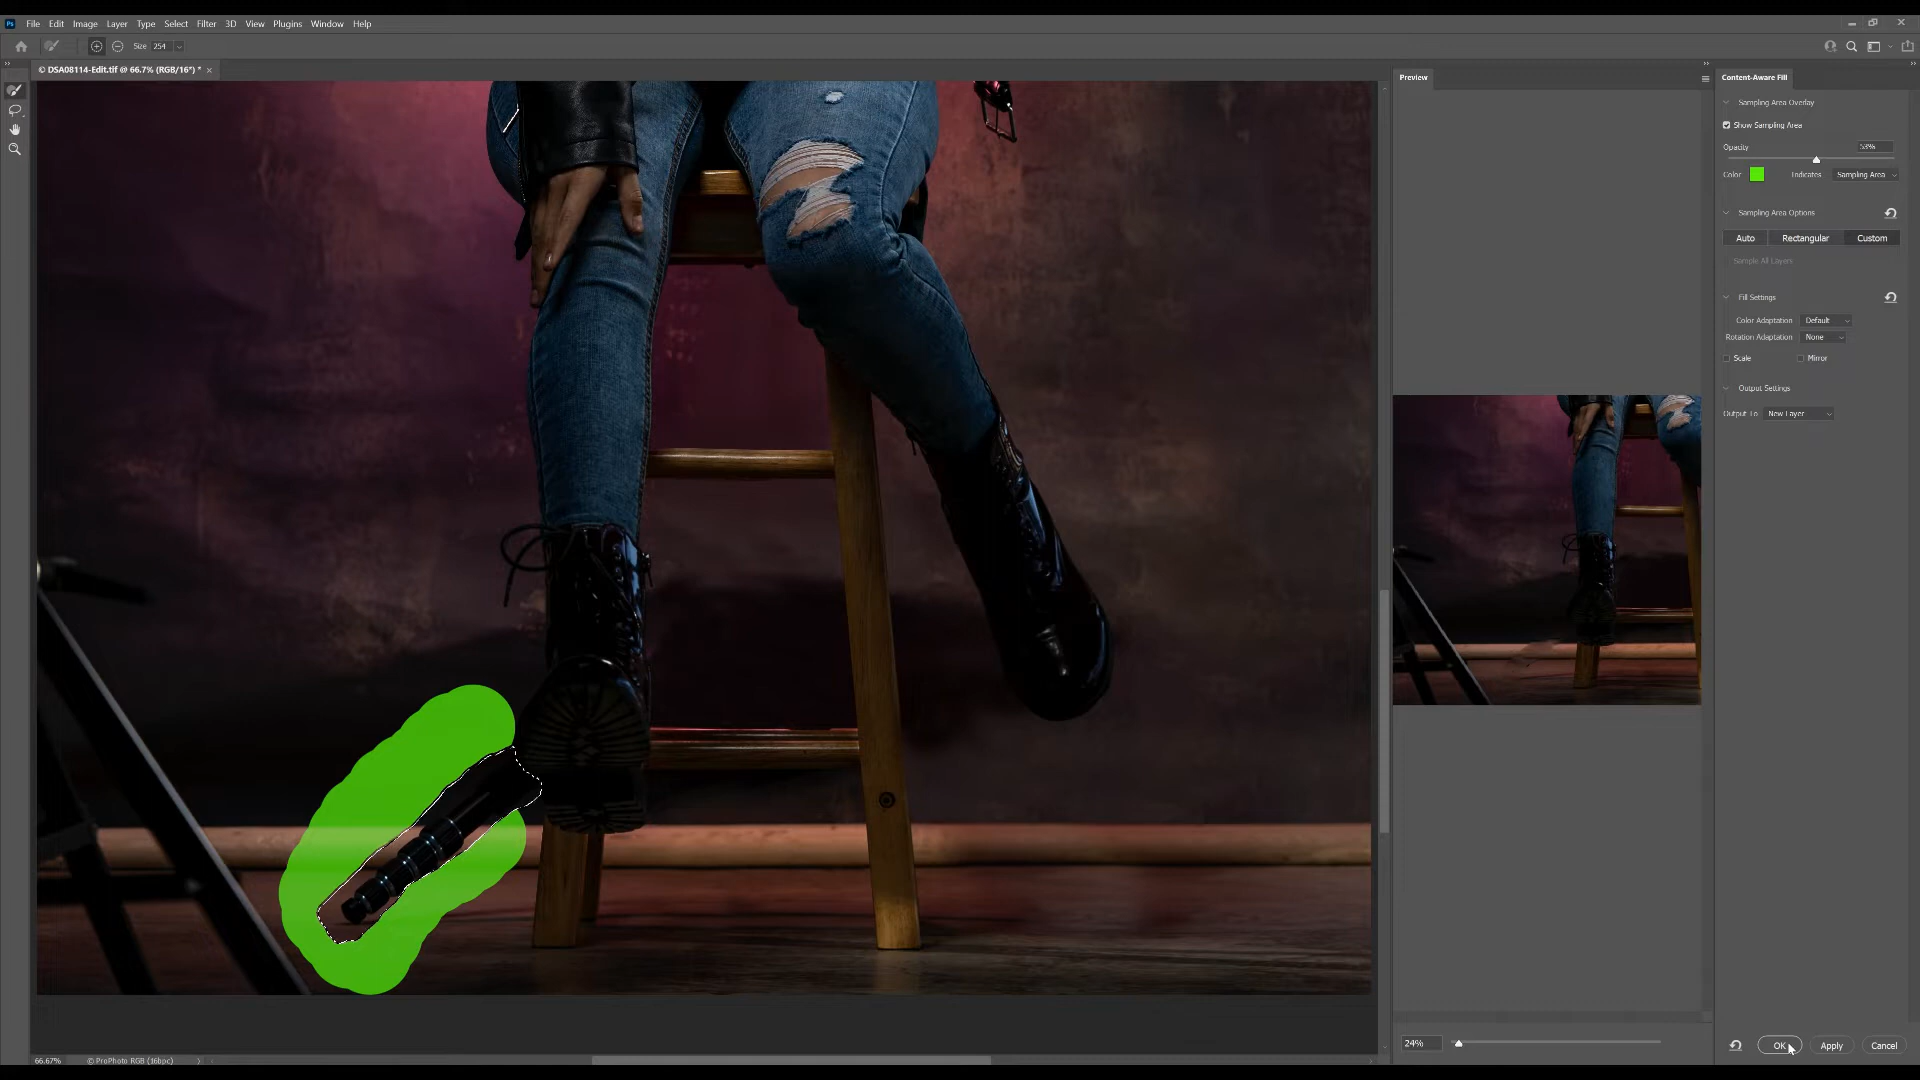 Ps File Edit Image Layer Type Select Filter 3D View Plugins Window Help
Size 254
© DSA08114-Edit.tif @ 66.7% (RGB/16*) * ×
Preview
Content-Aware Fill
Sampling Area Overlay
Show Sampling Area
Opacity 53%
Color Indicates Sampling Area
Sampling Area Options
Auto Rectangular Custom
Sample All Layers
Fill Settings
Color Adaptation Default
Rotation Adaptation None
Scale Mirror
Output Settings
Output To New Layer
24%
OK Apply Cancel
66.67% © ProPhoto RGB (16bpc)